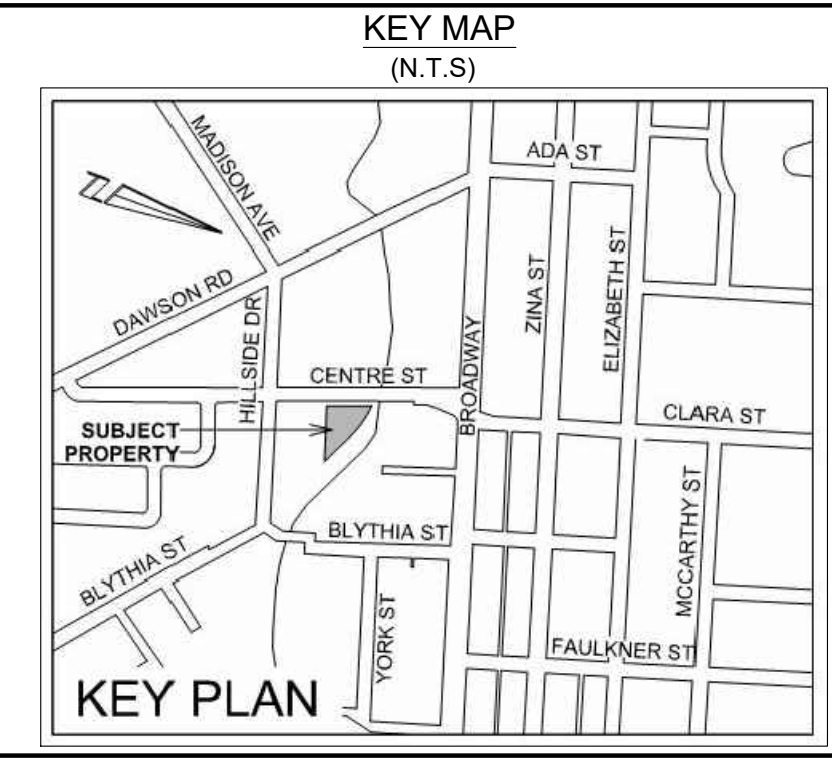 KEY MAP
(N.T.S)
MADISON AVE
ADA ST
N
DAWSON RD
HILLSIDE DR
ZINA ST
ELIZABETH ST
BROADWAY
CENTRE ST
CLARA ST
SUBJECT
PROPERTY
BLYTHIA ST
BLYTHIA ST
MCCARTHY ST
YORK ST
FAULKNER ST
KEY PLAN